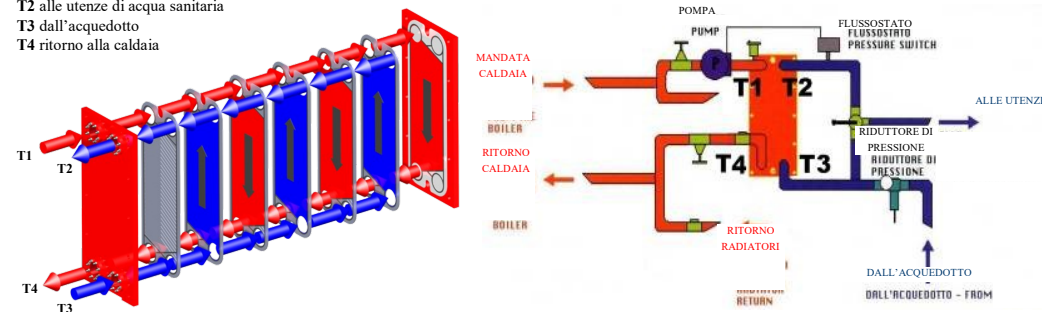 T2 alle utenze di acqua sanitaria
T3 dall'acquedotto
T4 ritorno alla caldaia
T1
T2
T4
T3
POMPA
PUMP
FLUSSOSTATO
FLUSSOSTATO
PRESSURE SWITCH
MANDATA
CALDAIA
P
T1 T2
ALLE UTENZE
BOILER
RIDUTTORE DI
PRESSIONE
RIDUTTORE DI
PRESSIONE
RITORNO
CALDAIA
T4 T3
BOILER
RITORNO
RADIATORI
RETURN
DALL'ACQUEDOTTO
DALL'ACQUEDOTTO - FROM